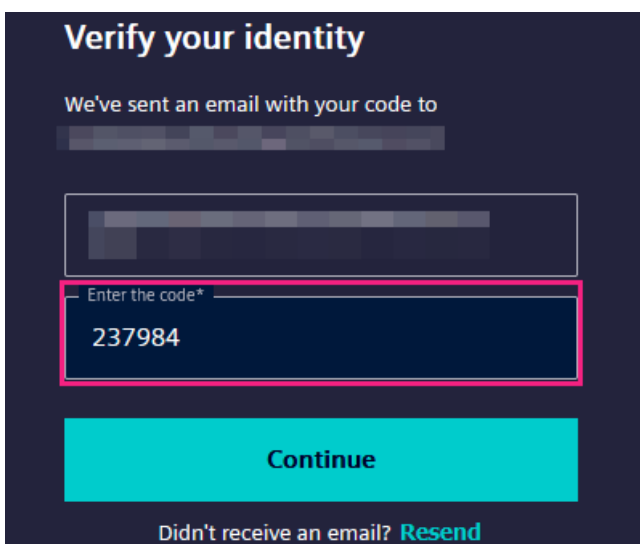 Verify your identity
We've sent an email with your code to
Enter the code*
237984
Continue
Didn't receive an email? Resend